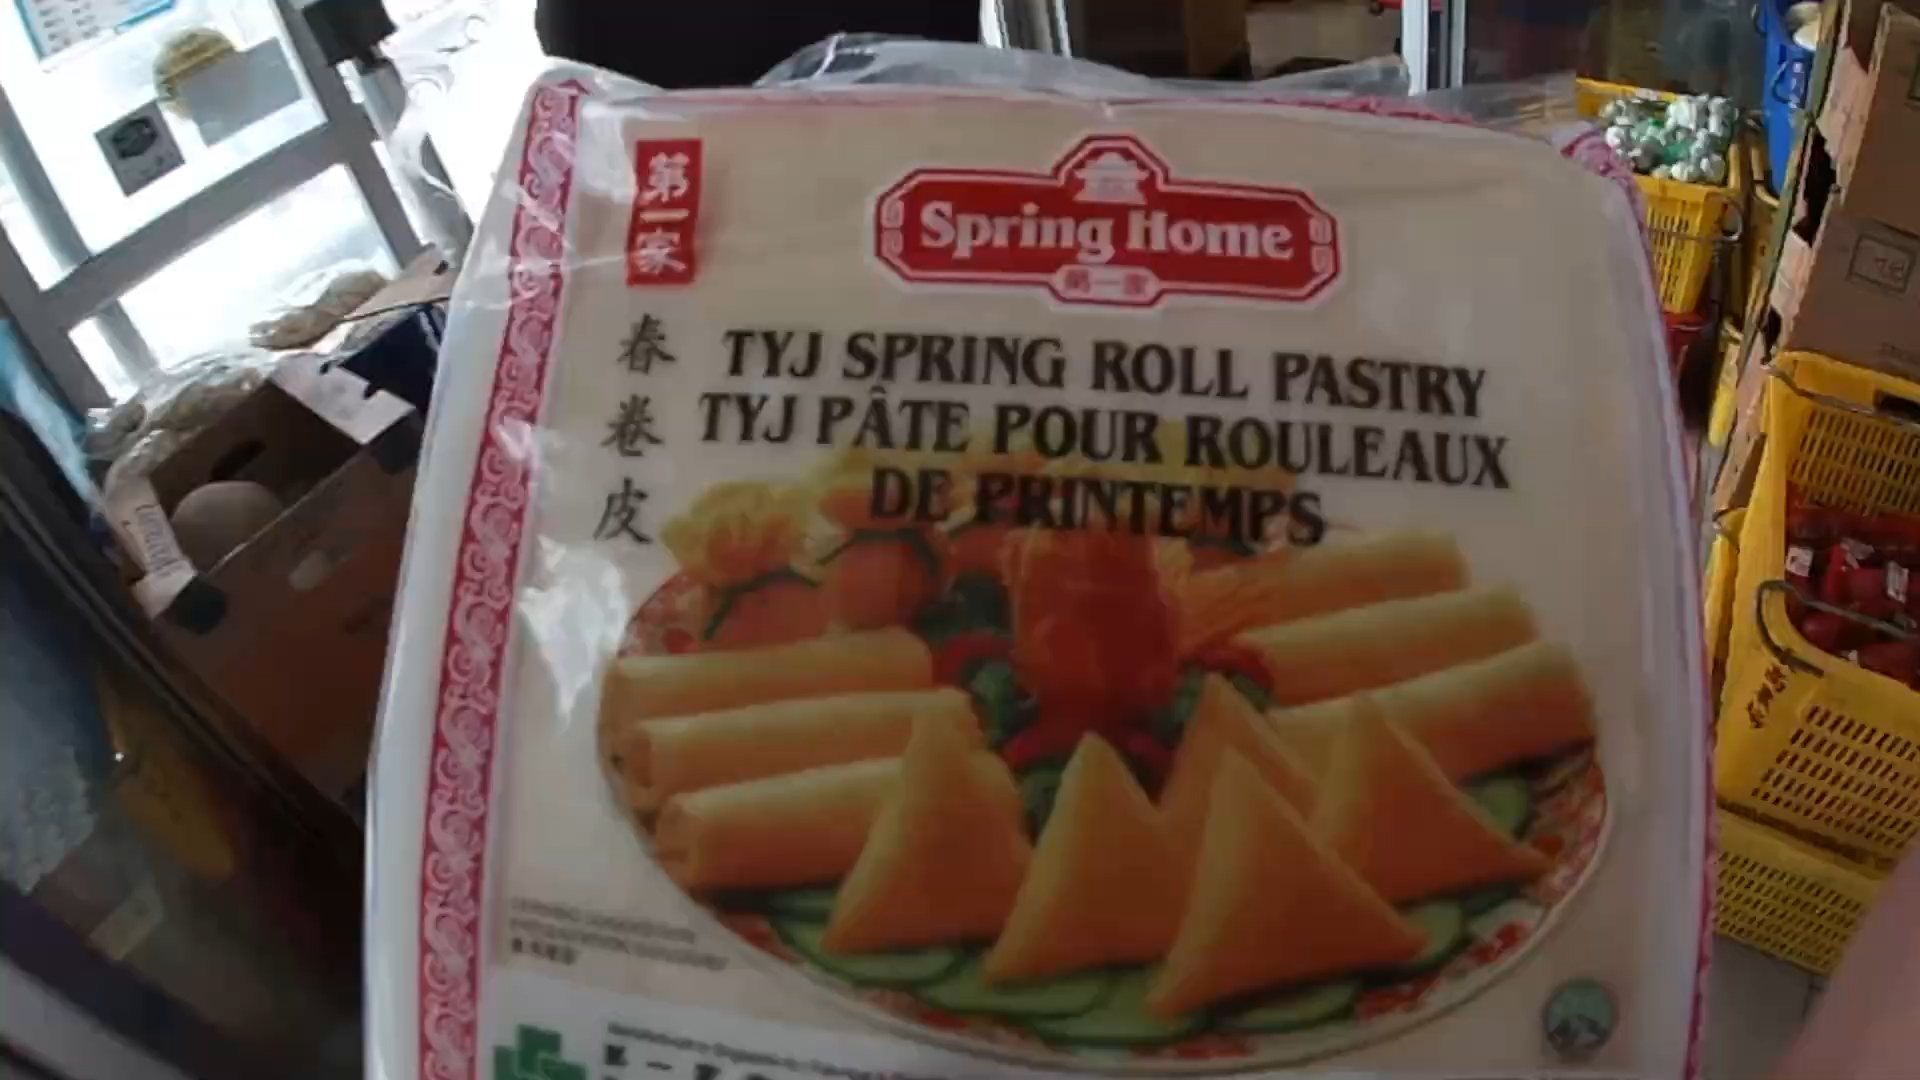 第一家
Spring Home
第一家
春卷皮
TYJ SPRING ROLL PASTRY
TYJ PÂTE POUR ROULEAUX
DE PRINTEMPS